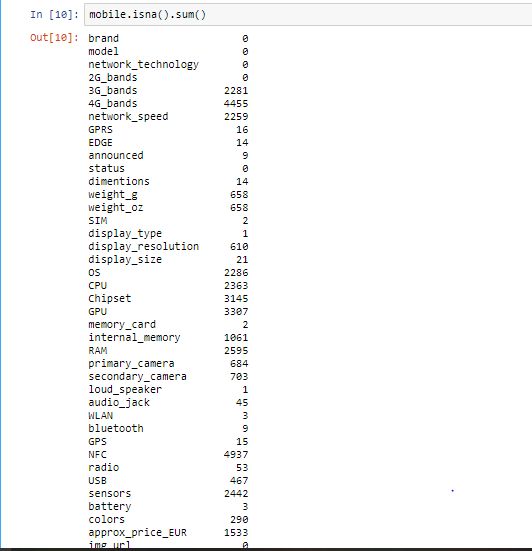 In [10]: mobile.isna().sum()
Out[10]: brand 0
model 0
network_technology 0
2G_bands 0
3G_bands 2281
4G_bands 4455
network_speed 2259
GPRS 16
EDGE 14
announced 9
status 0
dimentions 14
weight_g 658
weight_oz 658
SIM 2
display_type 1
display_resolution 610
display_size 21
OS 2286
CPU 2363
Chipset 3145
GPU 3307
memory_card 2
internal_memory 1061
RAM 2595
primary_camera 684
secondary_camera 703
loud_speaker 1
audio_jack 45
WLAN 3
bluetooth 9
GPS 15
NFC 4937
radio 53
USB 467
sensors 2442
battery 3
colors 290
approx_price_EUR 1533
img_url 0